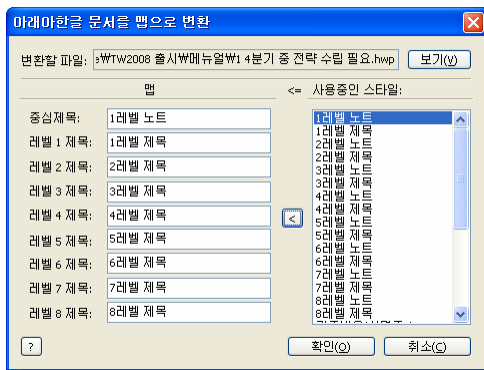 아래아한글 문서를 맵으로 변환
변환할 파일: s₩TW2008 출시₩메뉴얼₩1 4분기 중 전략 수립 필요.hwp 보기(V)
맵 <= 사용중인 스타일:
중심제목: 1레벨 노트
레벨 1 제목: 1레벨 제목
레벨 2 제목: 2레벨 제목
레벨 3 제목: 3레벨 제목
레벨 4 제목: 4레벨 제목
레벨 5 제목: 5레벨 제목
레벨 6 제목: 6레벨 제목
레벨 7 제목: 7레벨 제목
레벨 8 제목: 8레벨 제목
<
1레벨 노트
1레벨 제목
2레벨 노트
2레벨 제목
3레벨 노트
3레벨 제목
4레벨 노트
4레벨 제목
5레벨 노트
5레벨 제목
6레벨 노트
6레벨 제목
7레벨 노트
7레벨 제목
8레벨 노트
8레벨 제목
? 확인(O) 취소(C)